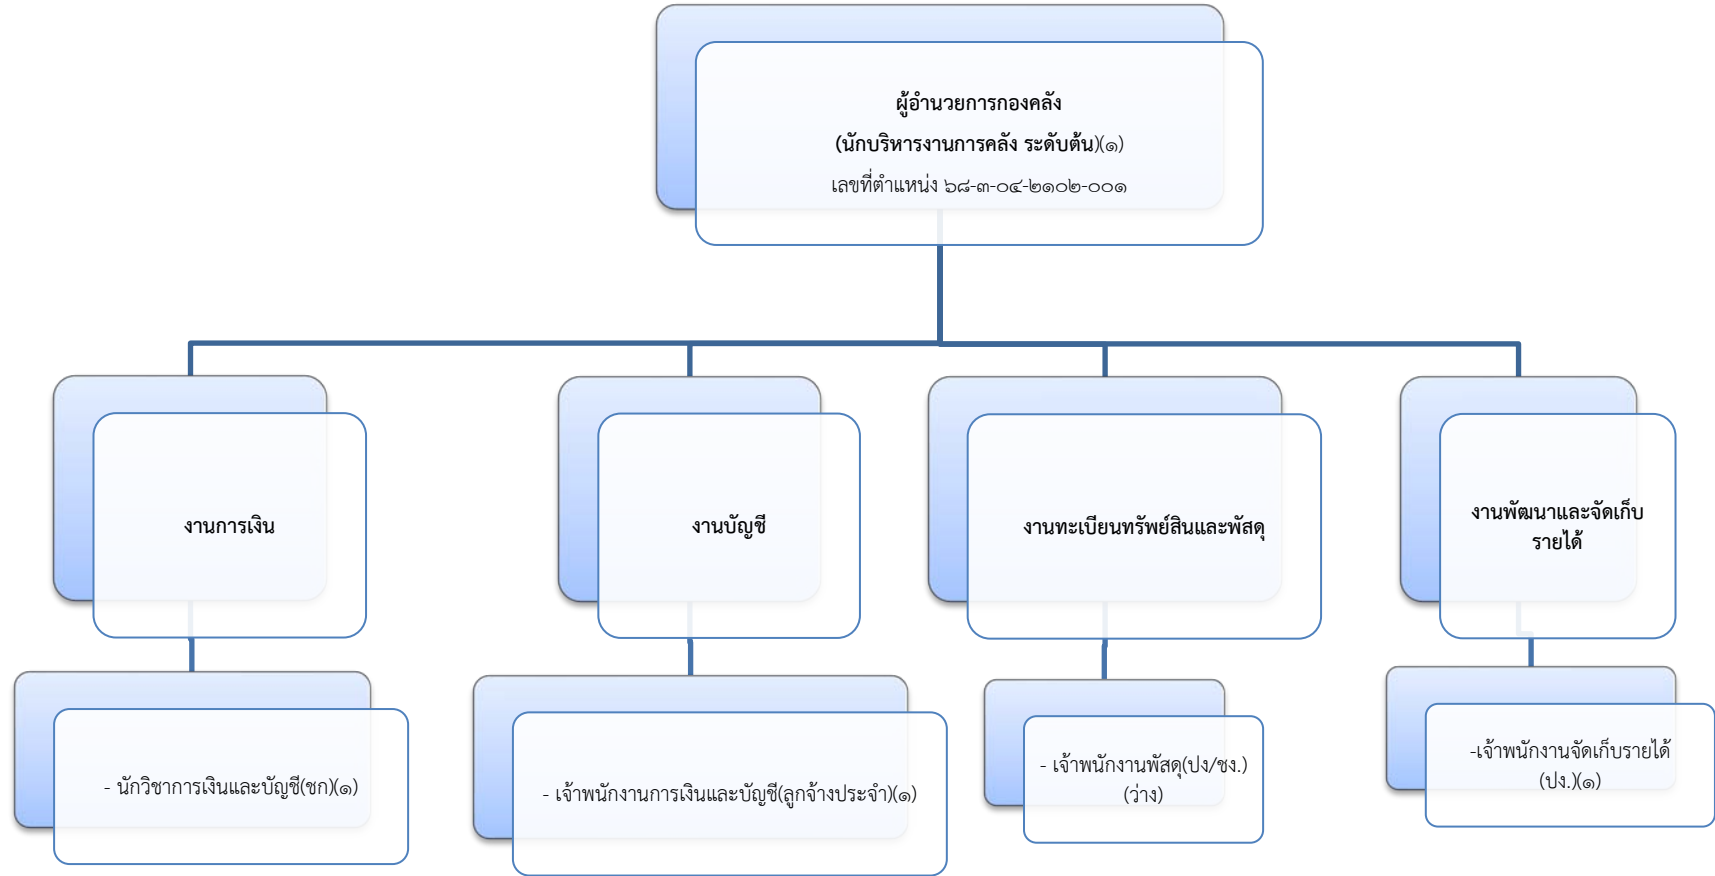 ผู้อำนวยการกองคลัง
(นักบริหารงานการคลัง ระดับต้น)(๑)
เลขที่ตำแหน่ง ๖๘-๓-๐๔-๒๑๐๒-๐๐๑
งานการเงิน
งานบัญชี
งานทะเบียนทรัพย์สินและพัสดุ
งานพัฒนาและจัดเก็บ
รายได้
- นักวิชาการเงินและบัญชี(ชก)(๑)
- เจ้าพนักงานการเงินและบัญชี(ลูกจ้างประจำ)(๑)
- เจ้าพนักงานพัสดุ(ปง/ชง.)
(ว่าง)
-เจ้าพนักงานจัดเก็บรายได้
(ปง.)(๑)